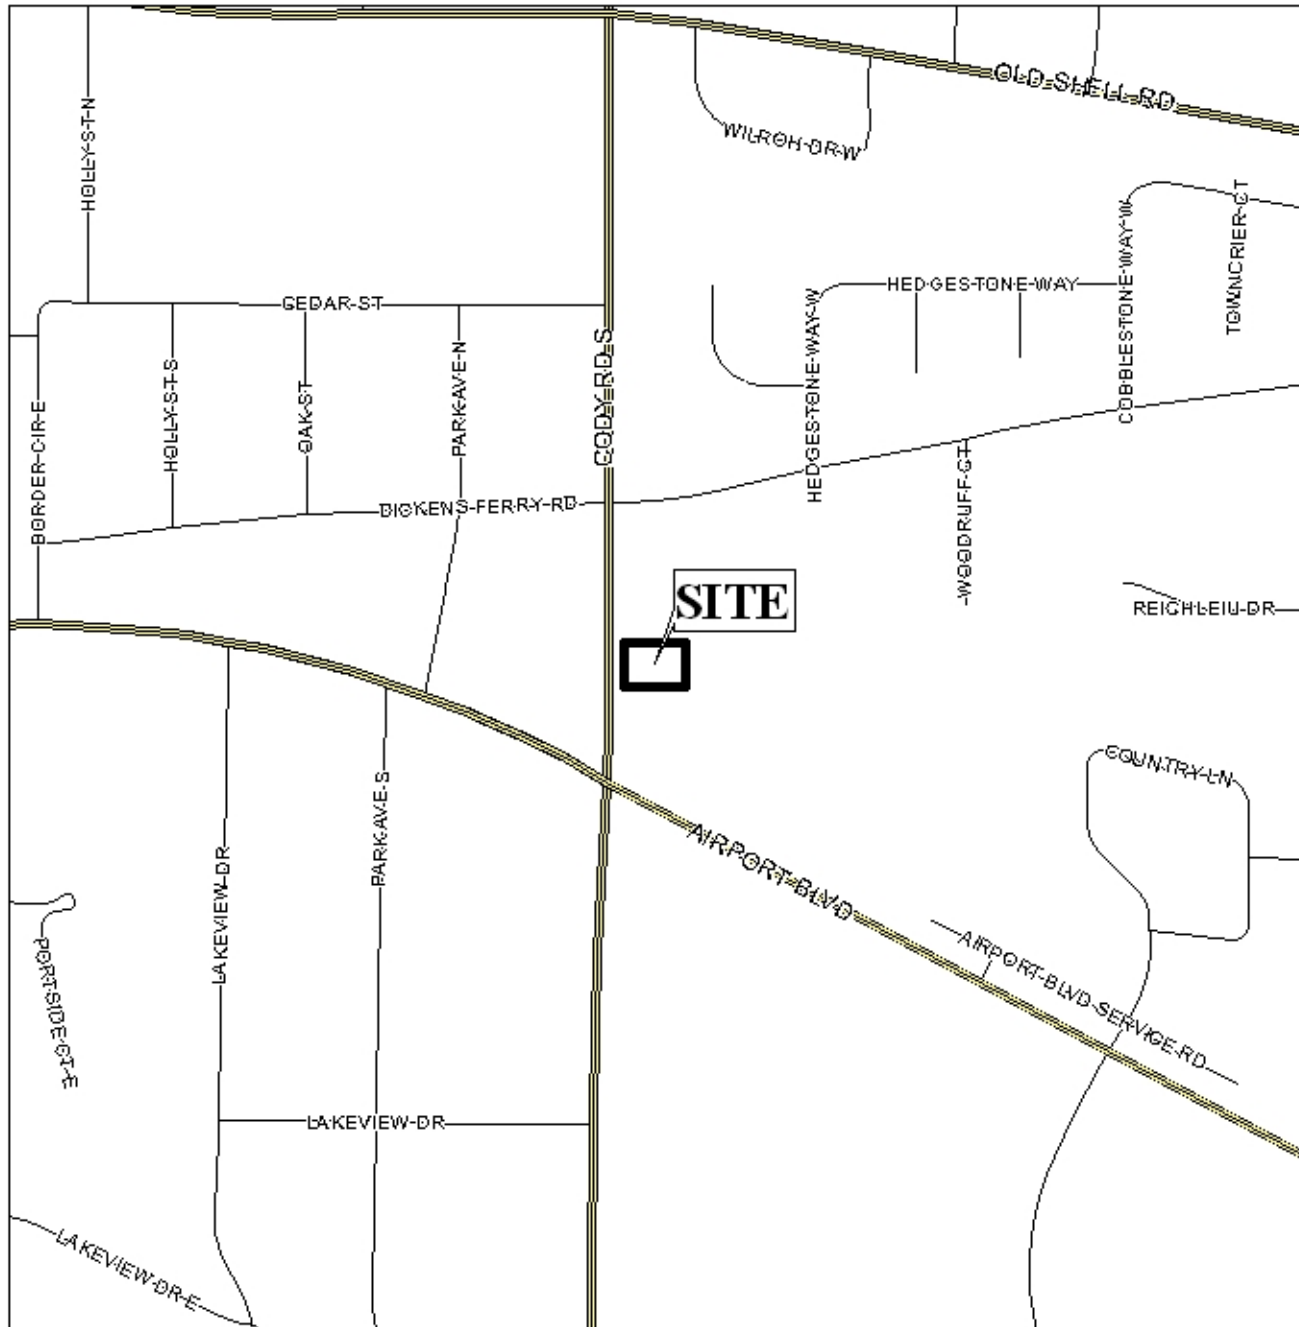 OLD SHELL RD
WILROH DR W
HOLLY ST N
TOWNCRIER CT
COBBLESTONE WAY W
HEDGESTONE WAY
HEDGESTONE WAY W
CEDAR ST
CODY RD S
PARK AVE N
OAK ST
HOLLY ST S
BORDER CIR E
DICKENS FERRY RD
WOODRUFF CT
SITE
REICHLEIU DR
COUNTRY LN
AIRPORT BLVD
PARK AVE S
LAKEVIEW DR
PORTSIDE CT E
AIRPORT BLVD SERVICE RD
LAKEVIEW DR
LAKEVIEW DR E